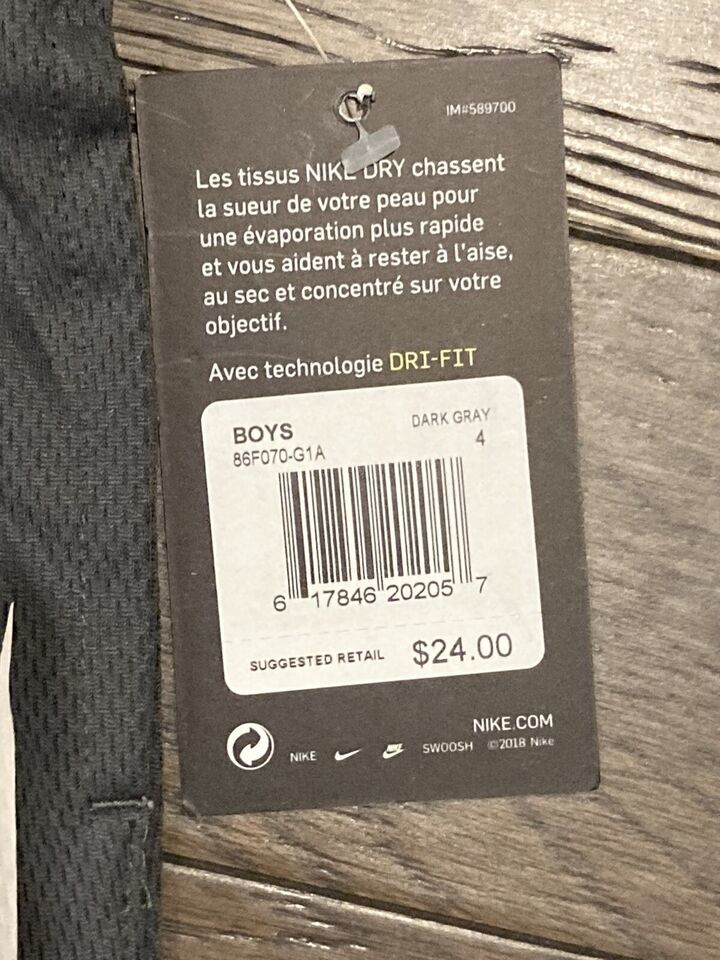 IM#589700
Les tissus NIKE DRY chassent
la sueur de votre peau pour
une évaporation plus rapide
et vous aident à rester à l'aise,
au sec et concentré sur votre
objectif.
Avec technologie DRI-FIT
BOYS DARK GRAY
86F070-G1A 4
6 17846 20205 7
SUGGESTED RETAIL $24.00
NIKE.COM
NIKE SWOOSH ©2018 Nike